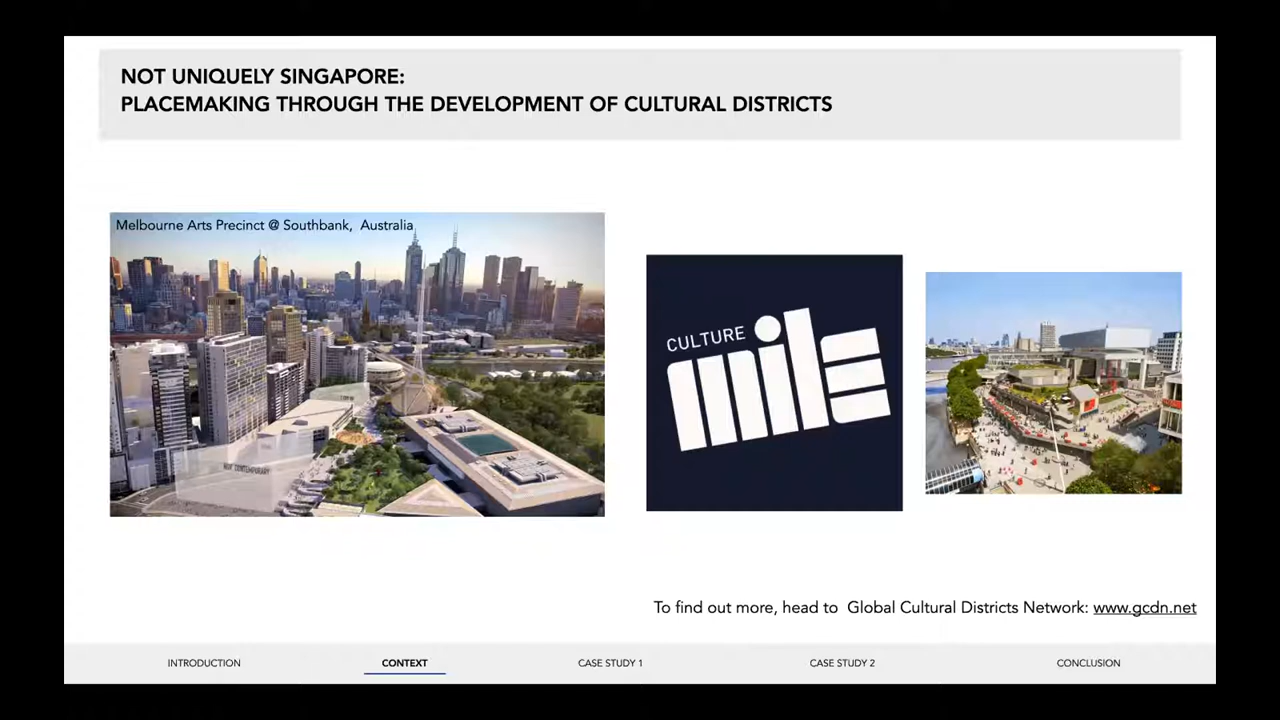 NOT UNIQUELY SINGAPORE:
PLACEMAKING THROUGH THE DEVELOPMENT OF CULTURAL DISTRICTS
Melbourne Arts Precinct @ Southbank, Australia
NGV CONTEMPORARY
CULTURE
mile
To find out more, head to Global Cultural Districts Network: www.gcdn.net
INTRODUCTION
CONTEXT
CASE STUDY 1
CASE STUDY 2
CONCLUSION